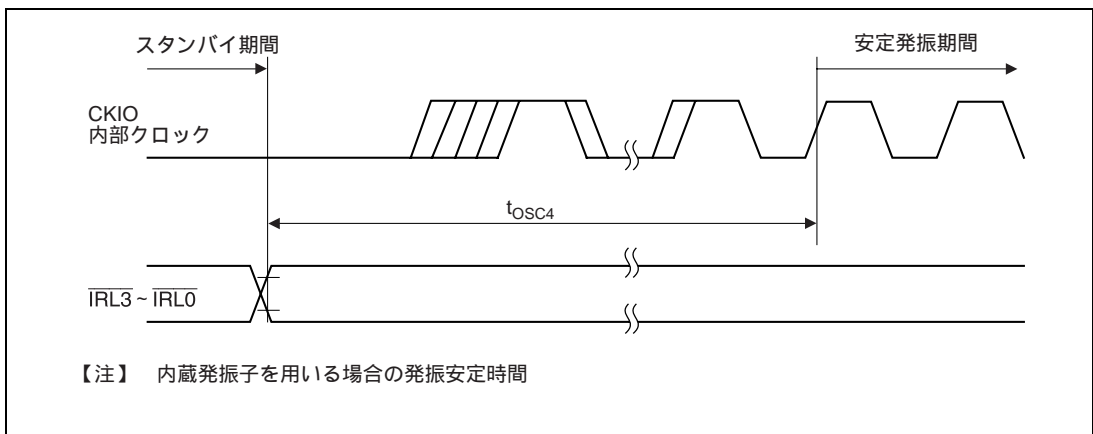 スタンバイ期間
安定発振期間
CKIO
内部クロック
tOSC4
IRL3 ~ IRL0
【注】 内蔵発振子を用いる場合の発振安定時間